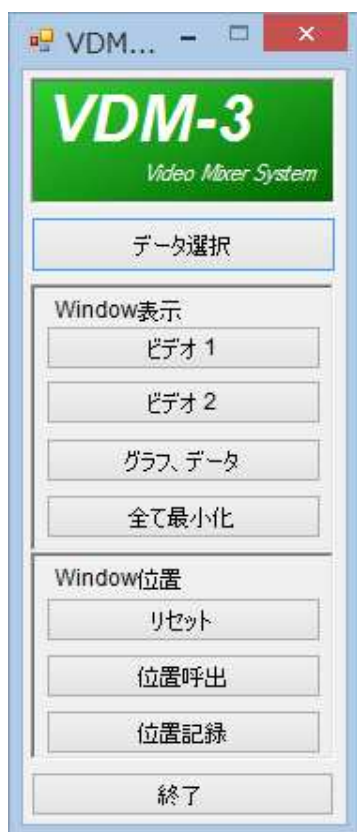 VDM...
VDM-3
Video Mixer System
データ選択
Window表示
ビデオ 1
ビデオ 2
グラフ、データ
全て最小化
Window位置
リセット
位置呼出
位置記録
終了